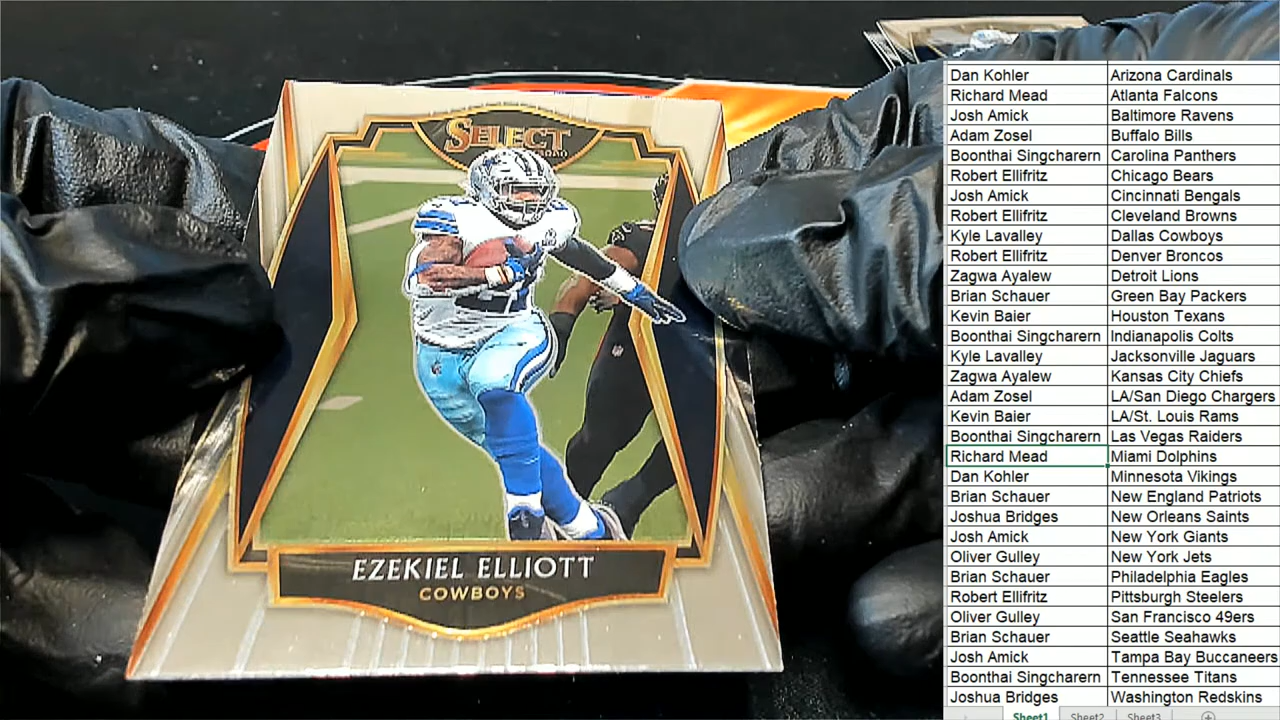 SELECT
2020
EZEKIEL ELLIOTT
COWBOYS
Dan Kohler Arizona Cardinals
Richard Mead Atlanta Falcons
Josh Amick Baltimore Ravens
Adam Zosel Buffalo Bills
Boonthai Singcharern Carolina Panthers
Robert Ellifritz Chicago Bears
Josh Amick Cincinnati Bengals
Robert Ellifritz Cleveland Browns
Kyle Lavalley Dallas Cowboys
Robert Ellifritz Denver Broncos
Zagwa Ayalew Detroit Lions
Brian Schauer Green Bay Packers
Kevin Baier Houston Texans
Boonthai Singcharern Indianapolis Colts
Kyle Lavalley Jacksonville Jaguars
Zagwa Ayalew Kansas City Chiefs
Adam Zosel LA/San Diego Chargers
Kevin Baier LA/St. Louis Rams
Boonthai Singcharern Las Vegas Raiders
Richard Mead Miami Dolphins
Dan Kohler Minnesota Vikings
Brian Schauer New England Patriots
Joshua Bridges New Orleans Saints
Josh Amick New York Giants
Oliver Gulley New York Jets
Brian Schauer Philadelphia Eagles
Robert Ellifritz Pittsburgh Steelers
Oliver Gulley San Francisco 49ers
Brian Schauer Seattle Seahawks
Josh Amick Tampa Bay Buccaneers
Boonthai Singcharern Tennessee Titans
Joshua Bridges Washington Redskins
Sheet1 Sheet2 Sheet3